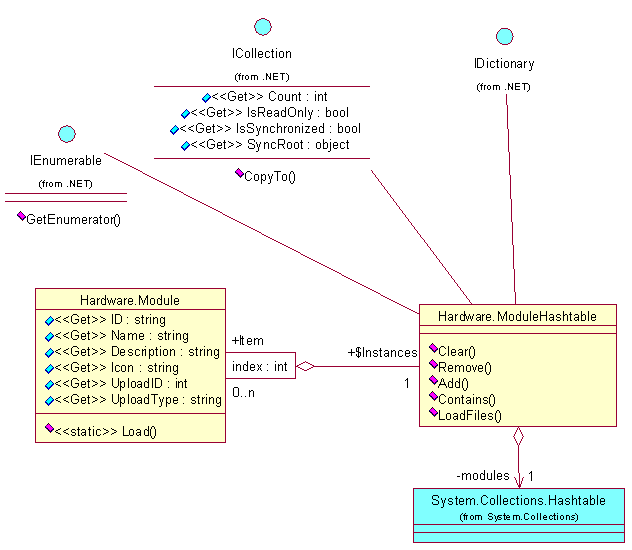 ICollection
(from .NET)
<<Get>> Count : int
<<Get>> IsReadOnly : bool
<<Get>> IsSynchronized : bool
<<Get>> SyncRoot : object
CopyTo()
IDictionary
(from .NET)
IEnumerable
(from .NET)
GetEnumerator()
Hardware.Module
<<Get>> ID : string
<<Get>> Name : string
<<Get>> Description : string
<<Get>> Icon : string
<<Get>> UploadID : int
<<Get>> UploadType : string
<<static>> Load()
+Item
index : int
0..n
+$Instances
1
Hardware.ModuleHashtable
Clear()
Remove()
Add()
Contains()
LoadFiles()
-modules
1
System.Collections.Hashtable
(from System.Collections)